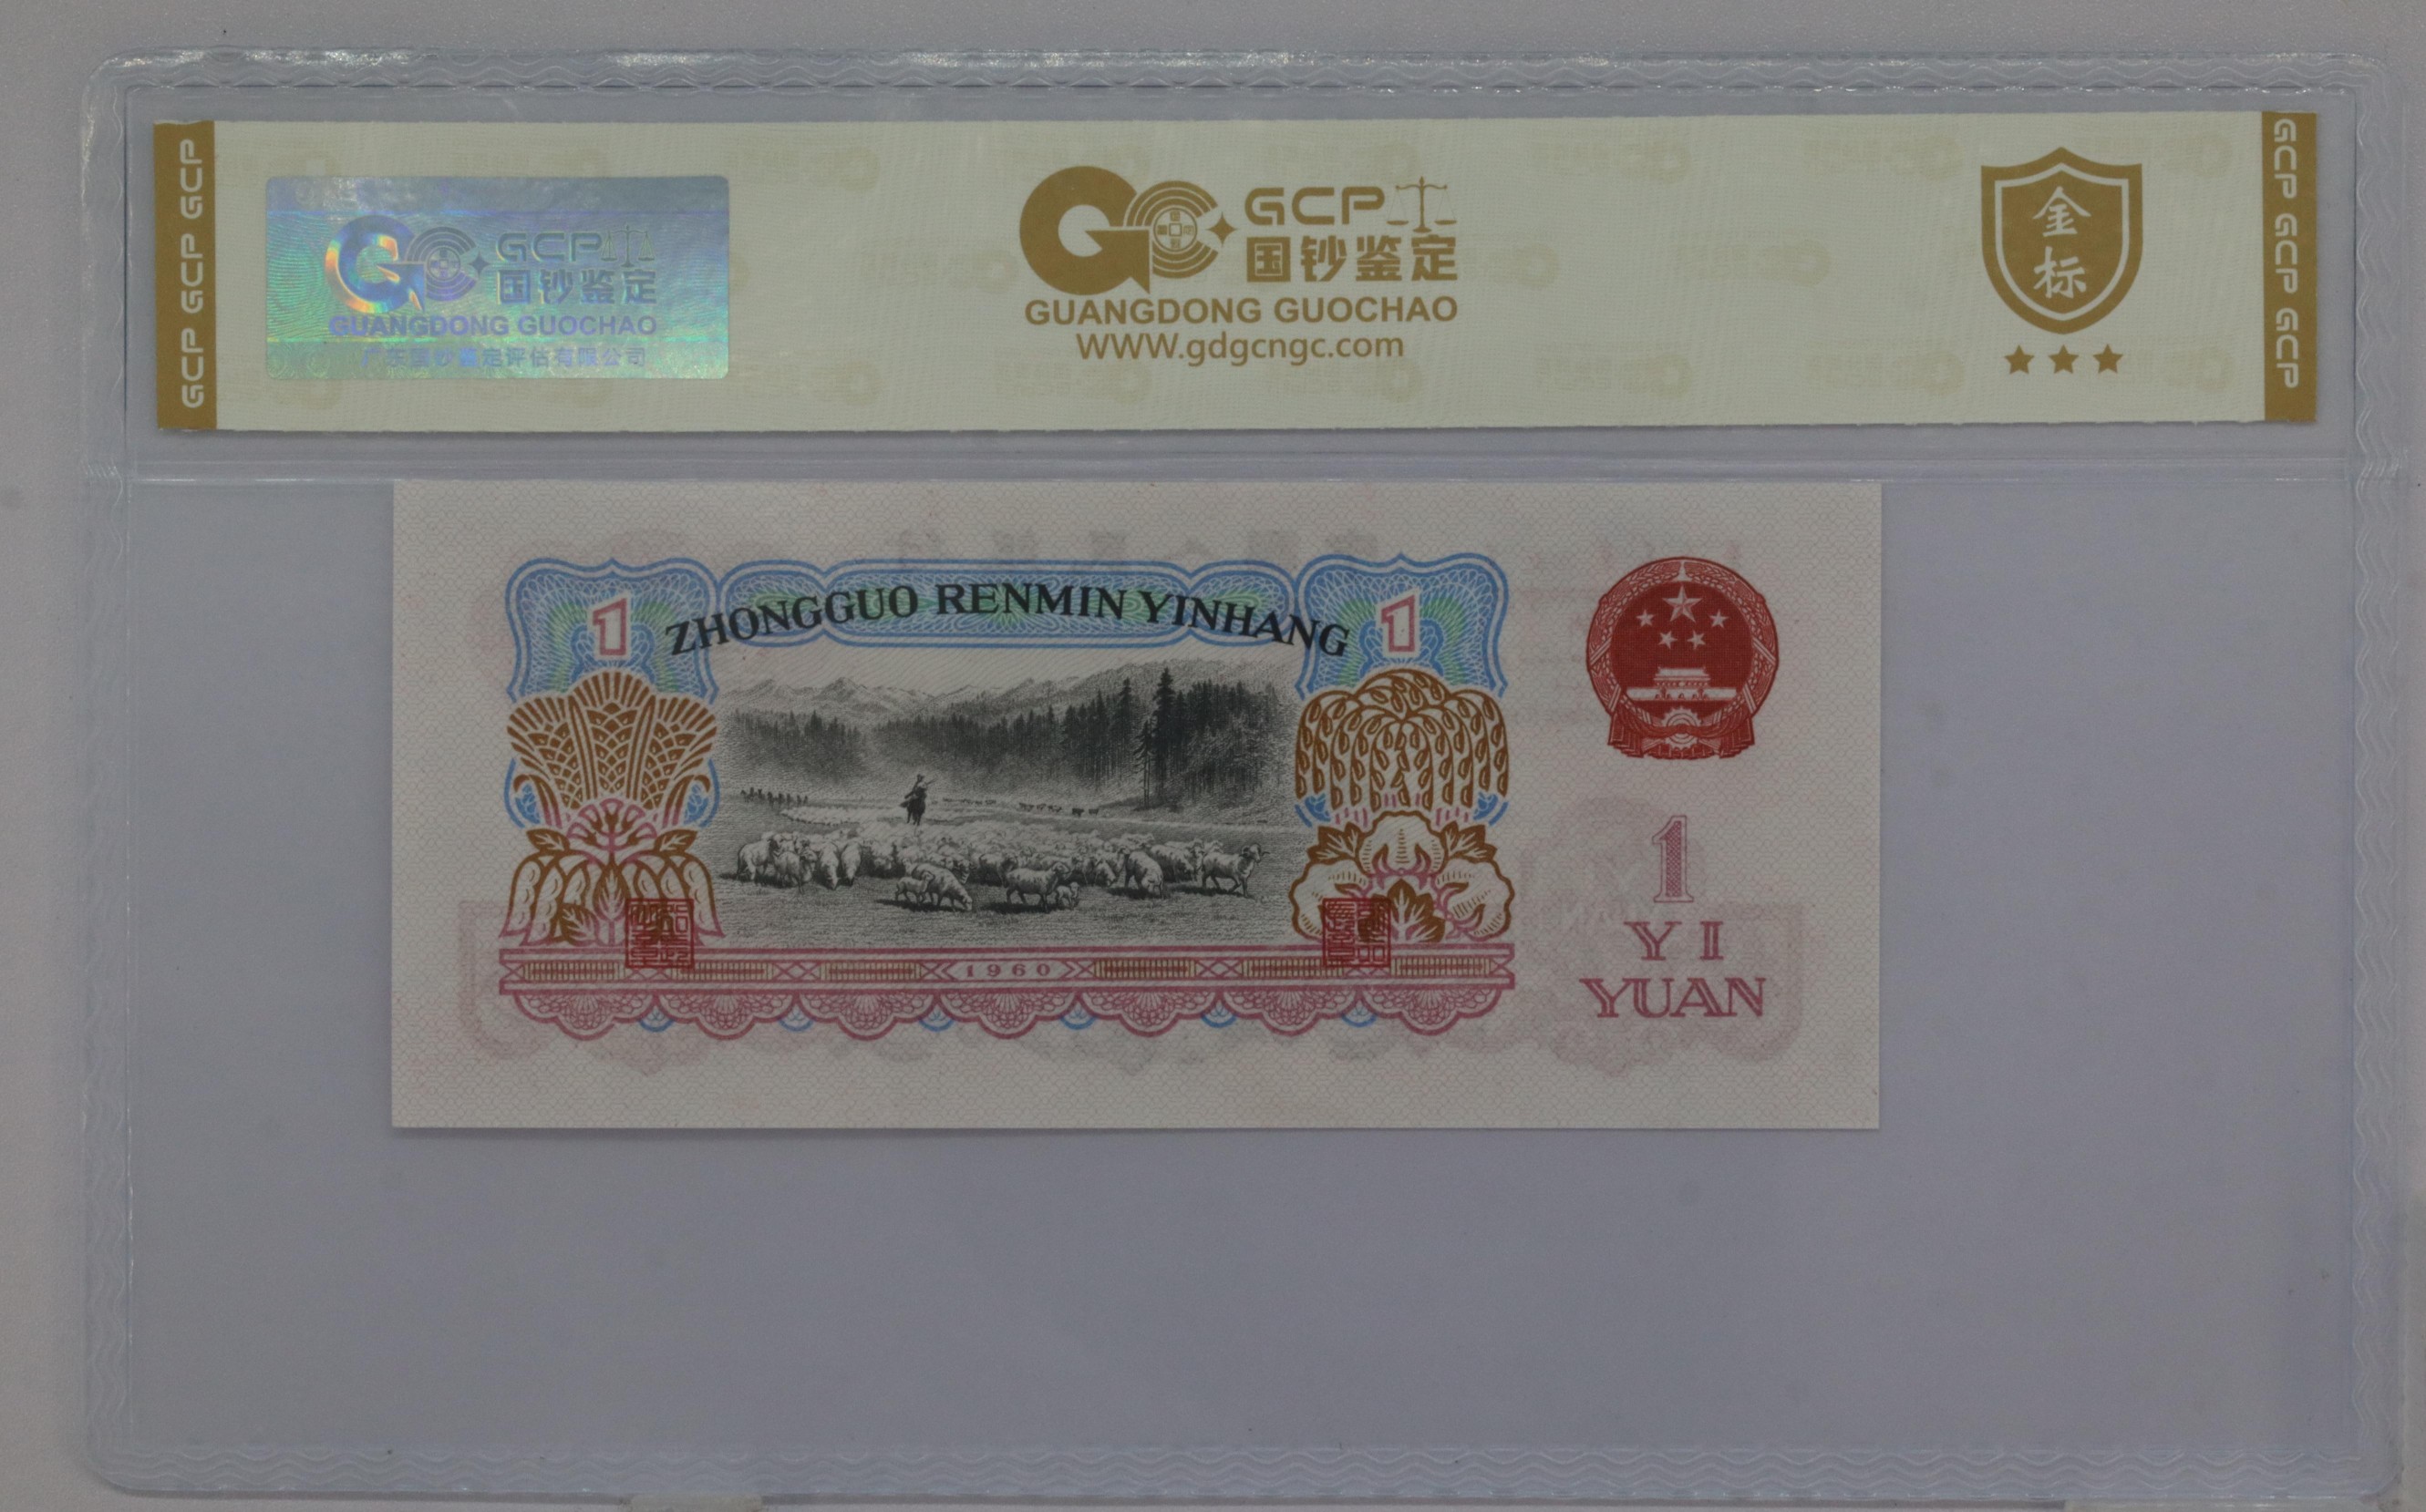 GCP GCP GCP
GCP
国钞鉴定
GUANGDONG GUOCHAO
广东国钞鉴定评估有限公司
GCP
国钞鉴定
GUANGDONG GUOCHAO
WWW.gdgcngc.com
金
标
GCP GCP GCP
ZHONGGUO RENMIN YINHANG
1
1
1960
1
YI
YUAN